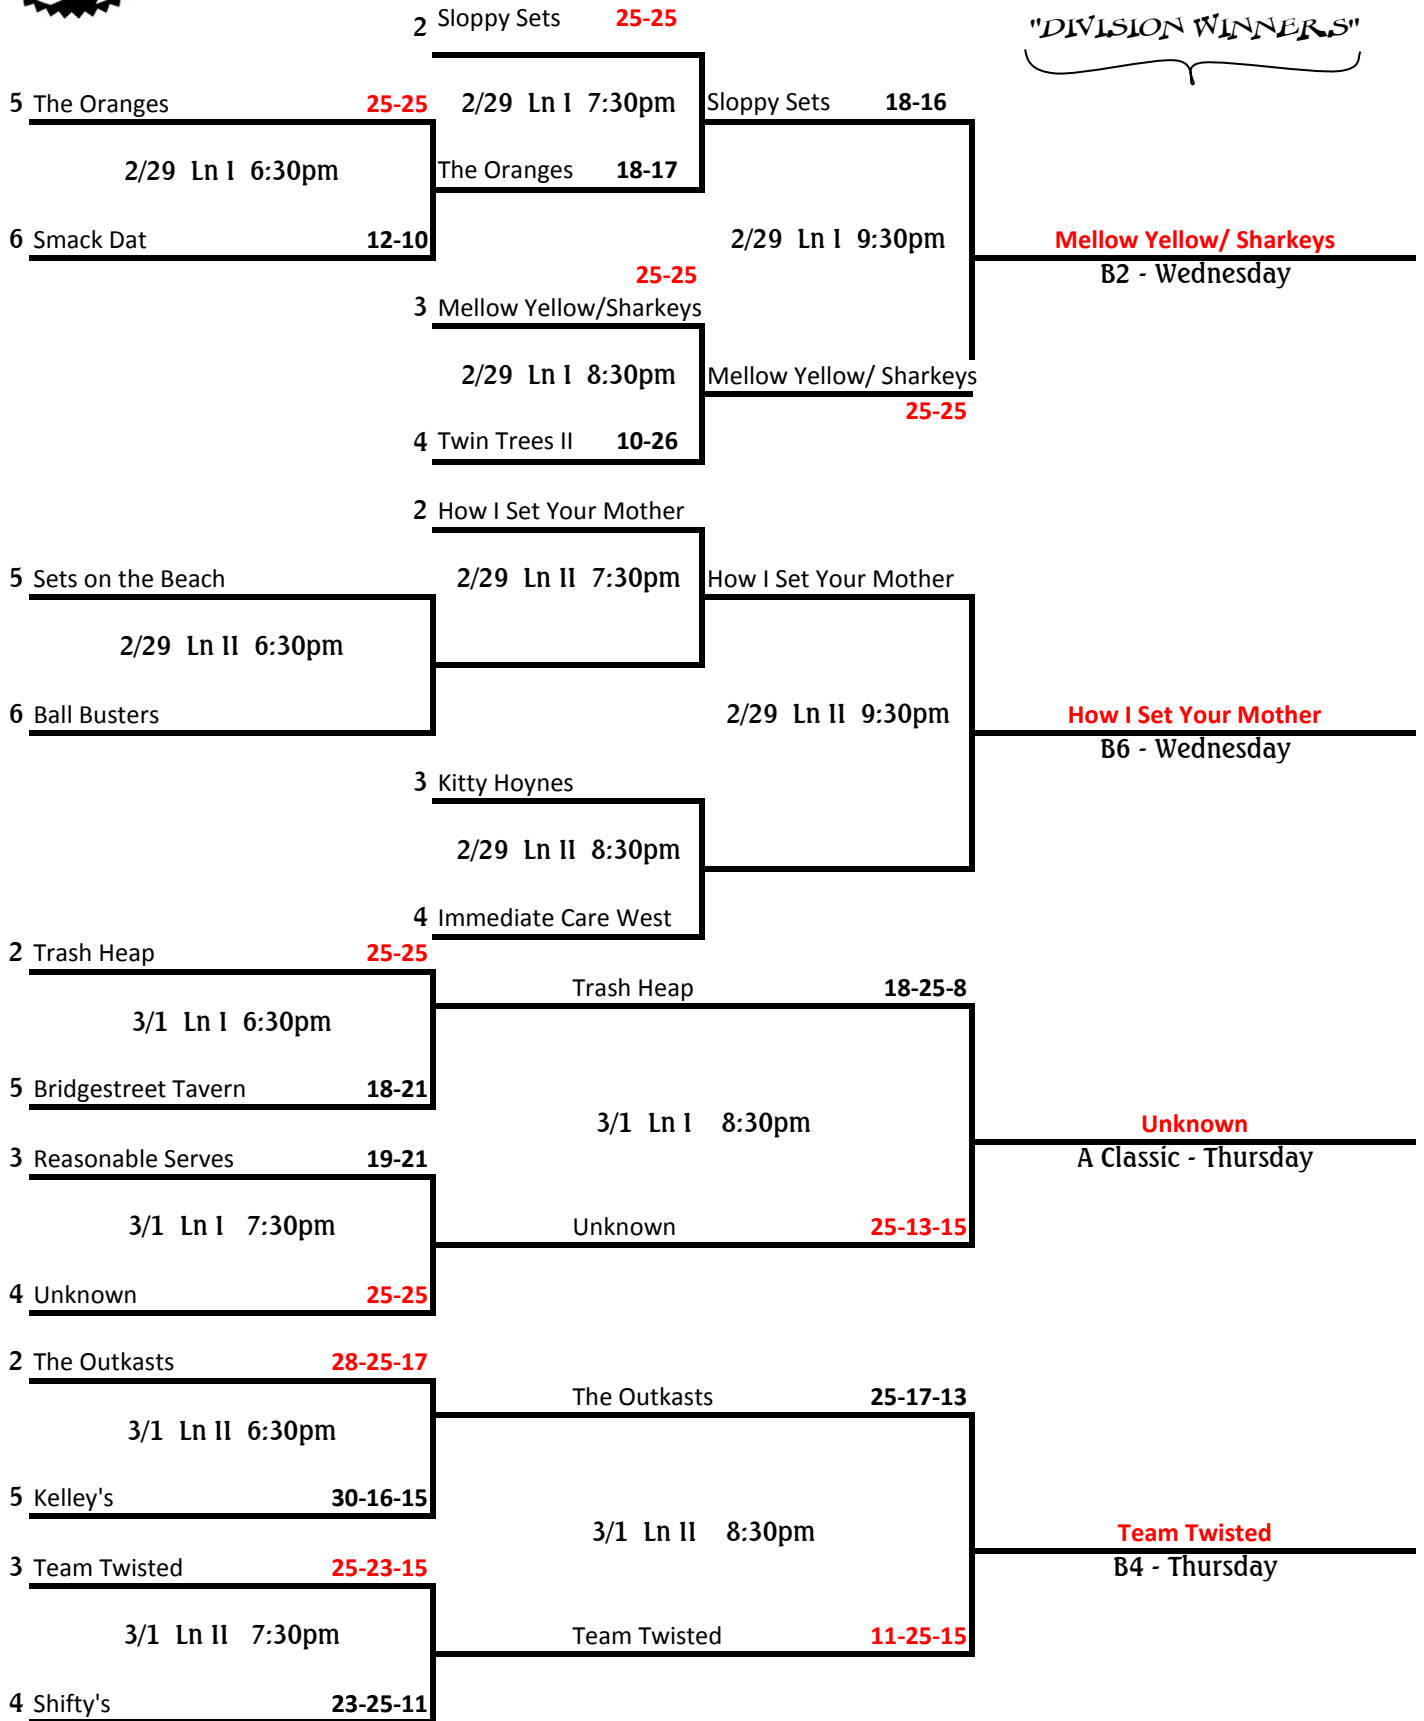 2 Sloppy Sets 25-25
"DIVISION WINNERS"
5 The Oranges 25-25
2/29 Ln I 7:30pm
Sloppy Sets 18-16
2/29 Ln I 6:30pm
The Oranges 18-17
6 Smack Dat 12-10
2/29 Ln I 9:30pm
Mellow Yellow/ Sharkeys
B2 - Wednesday
25-25
3 Mellow Yellow/Sharkeys
2/29 Ln I 8:30pm
Mellow Yellow/ Sharkeys
25-25
4 Twin Trees II 10-26
2 How I Set Your Mother
5 Sets on the Beach
2/29 Ln II 7:30pm
How I Set Your Mother
2/29 Ln II 6:30pm
6 Ball Busters
2/29 Ln II 9:30pm
How I Set Your Mother
B6 - Wednesday
3 Kitty Hoynes
2/29 Ln II 8:30pm
4 Immediate Care West
2 Trash Heap 25-25
Trash Heap 18-25-8
3/1 Ln I 6:30pm
5 Bridgestreet Tavern 18-21
3/1 Ln I 8:30pm
Unknown
A Classic - Thursday
3 Reasonable Serves 19-21
3/1 Ln I 7:30pm
Unknown 25-13-15
4 Unknown 25-25
2 The Outkasts 28-25-17
The Outkasts 25-17-13
3/1 Ln II 6:30pm
5 Kelley's 30-16-15
3/1 Ln II 8:30pm
Team Twisted
B4 - Thursday
3 Team Twisted 25-23-15
3/1 Ln II 7:30pm
Team Twisted 11-25-15
4 Shifty's 23-25-11